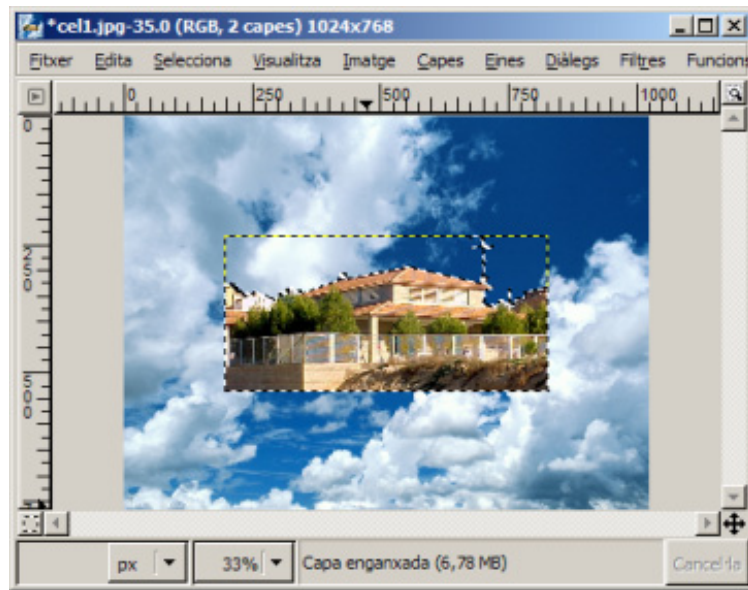 *cel1.jpg-35.0 (RGB, 2 capes) 1024x768
Fitxer Edita Selecciona Visualitza Imatge Capes Eines Diàlegs Filtres Funcions
0 250 500 750 1000
0
250
500
px 33% Capa enganxada (6,78 MB) Cancel·la